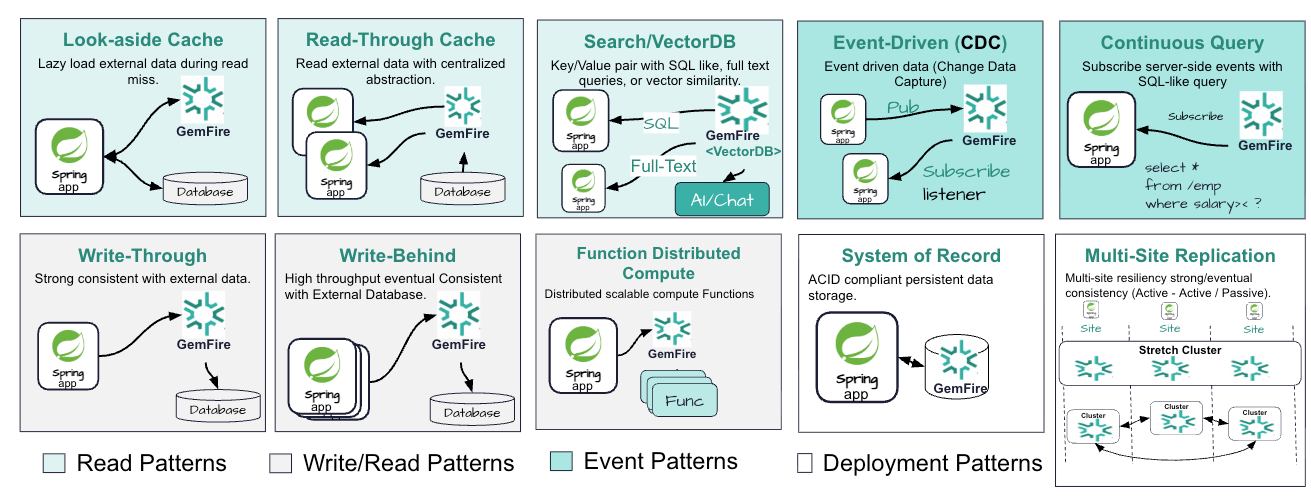 Look-aside Cache
Lazy load external data during read
miss.
GemFire
Spring
app
Database
Read-Through Cache
Read external data with centralized
abstraction.
GemFire
Spring
app
Database
Search/VectorDB
Key/Value pair with SQL like, full text
queries, or vector similarity.
Spring
app
SQL
GemFire
<VectorDB>
Full-Text
Spring
app
AI/Chat
Event-Driven (CDC)
Event driven data (Change Data
Capture)
Pub
Spring
app
GemFire
Spring
app
Subscribe
listener
Continuous Query
Subscribe server-side events with
SQL-like query
Subscribe
GemFire
Spring
app
select *
from /emp
where salary>< ?
Write-Through
Strong consistent with external data.
GemFire
Spring
app
Database
Write-Behind
High throughput eventual Consistent
with External Database.
GemFire
Spring
app
Database
Function Distributed
Compute
Distributed scalable compute Functions
GemFire
Spring
app
Func
System of Record
ACID compliant persistent data
storage.
Spring
app
GemFire
Multi-Site Replication
Multi-site resiliency strong/eventual
consistency (Active - Active / Passive).
Site Site Site
Stretch Cluster
Cluster Cluster Cluster
Read Patterns
Write/Read Patterns
Event Patterns
Deployment Patterns